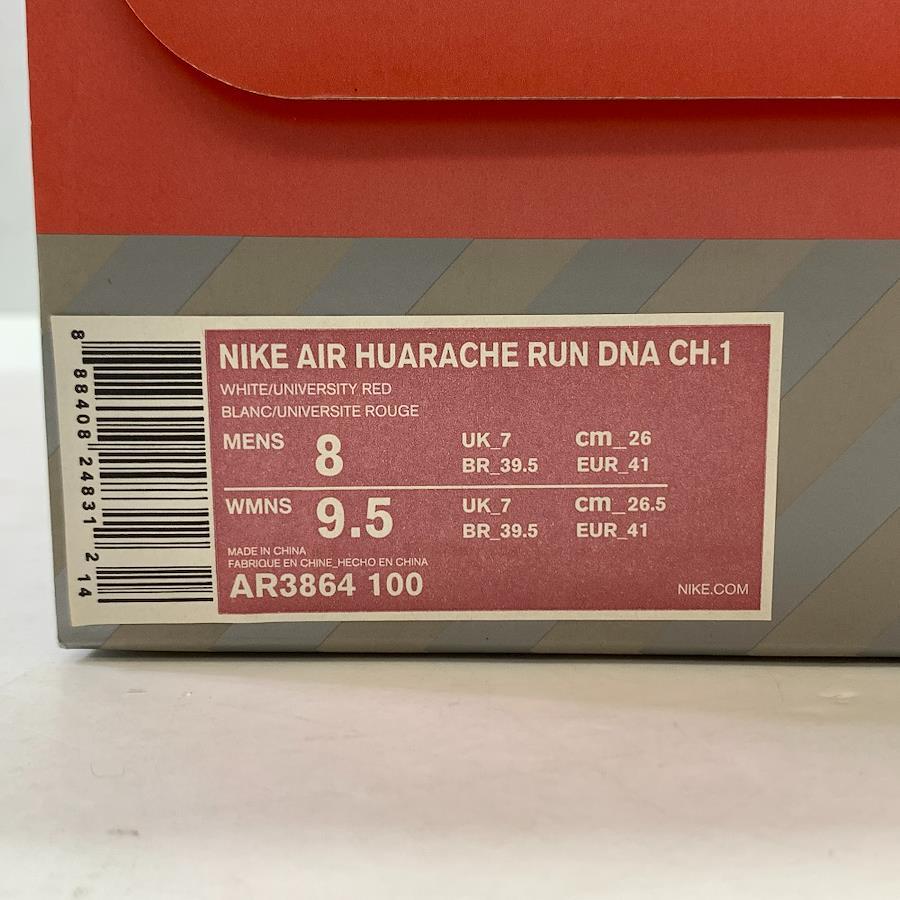 8 88408 24831 2 14
NIKE AIR HUARACHE RUN DNA CH.1
WHITE/UNIVERSITY RED
BLANC/UNIVERSITE ROUGE
MENS 8 UK_7 cm_26
BR_39.5 EUR_41
WMNS 9.5 UK_7 cm_26.5
BR_39.5 EUR_41
MADE IN CHINA
FABRIQUE EN CHINE_HECHO EN CHINA
AR3864 100 NIKE.COM